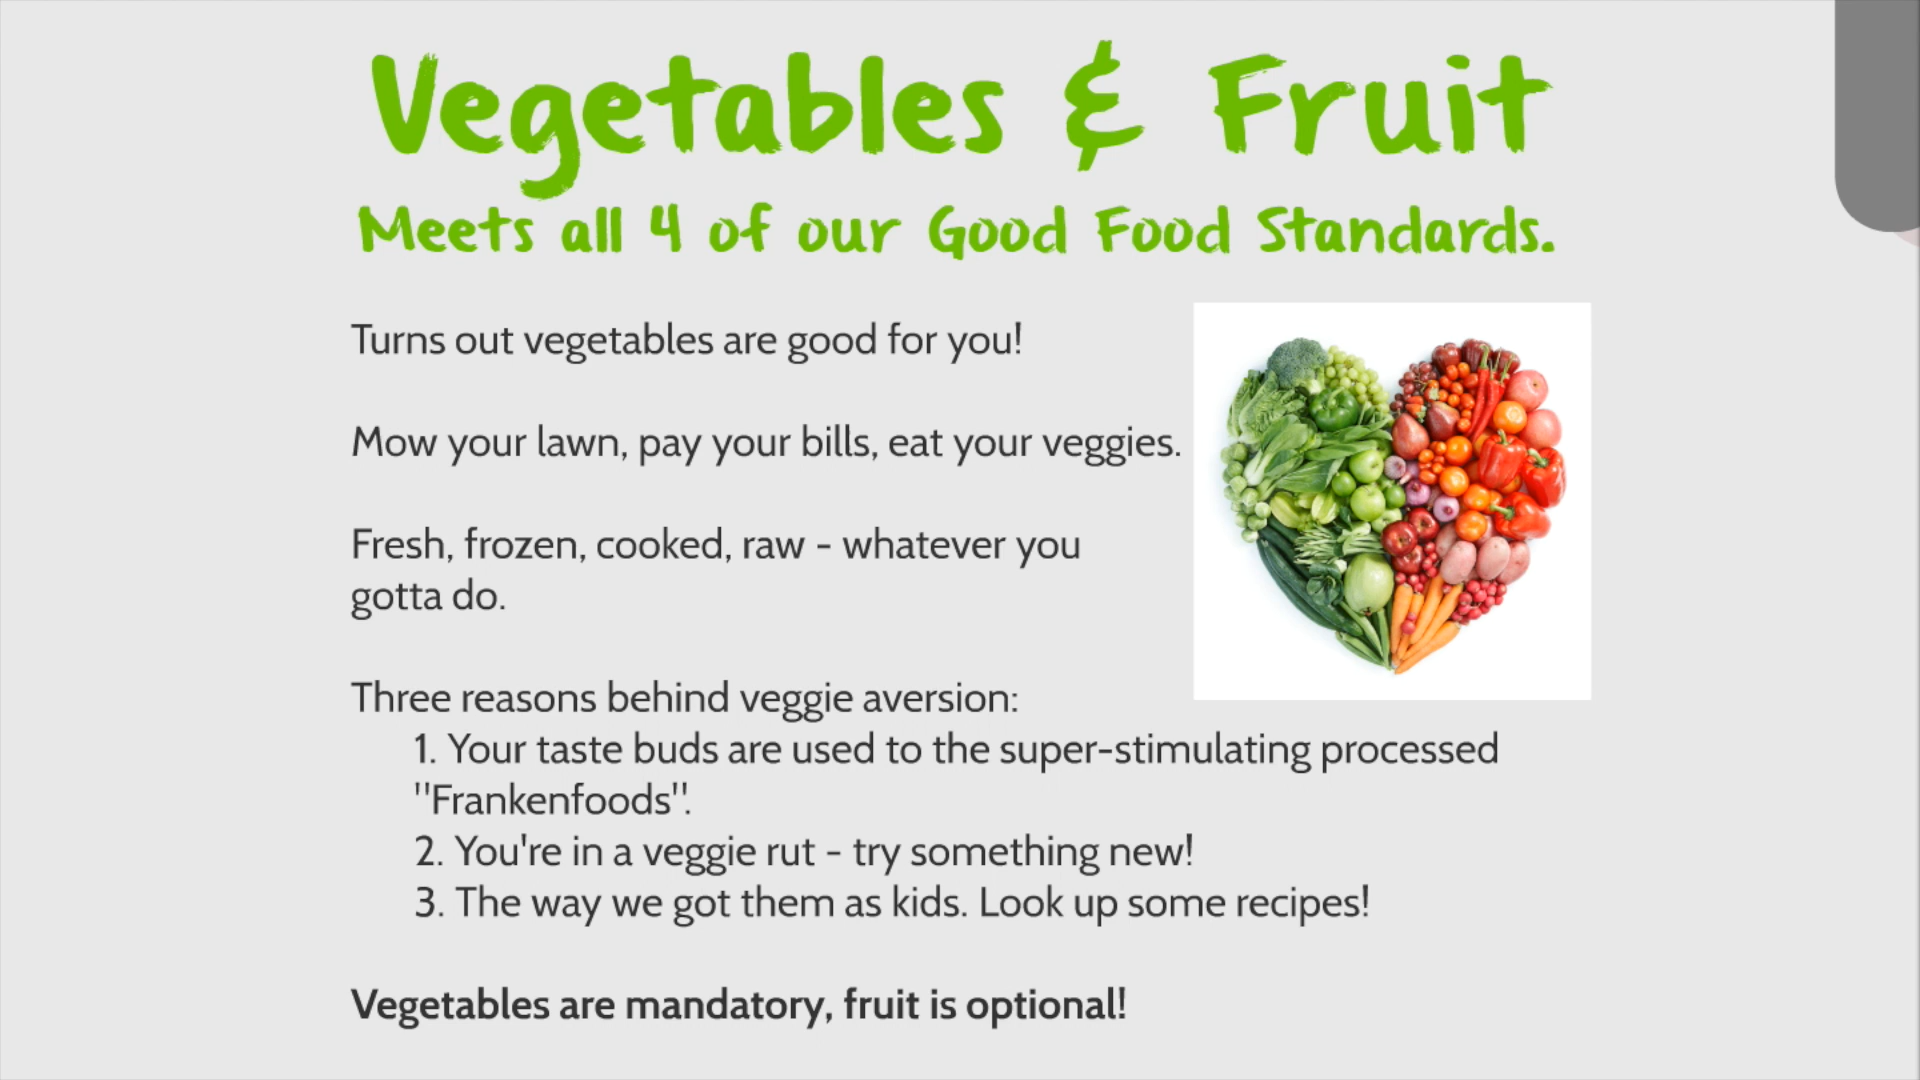 Vegetables & Fruit
Meets all 4 of our Good Food Standards.
Turns out vegetables are good for you!
Mow your lawn, pay your bills, eat your veggies.
Fresh, frozen, cooked, raw - whatever you
gotta do.
Three reasons behind veggie aversion:
1. Your taste buds are used to the super-stimulating processed
"Frankenfoods".
2. You're in a veggie rut - try something new!
3. The way we got them as kids. Look up some recipes!
Vegetables are mandatory, fruit is optional!